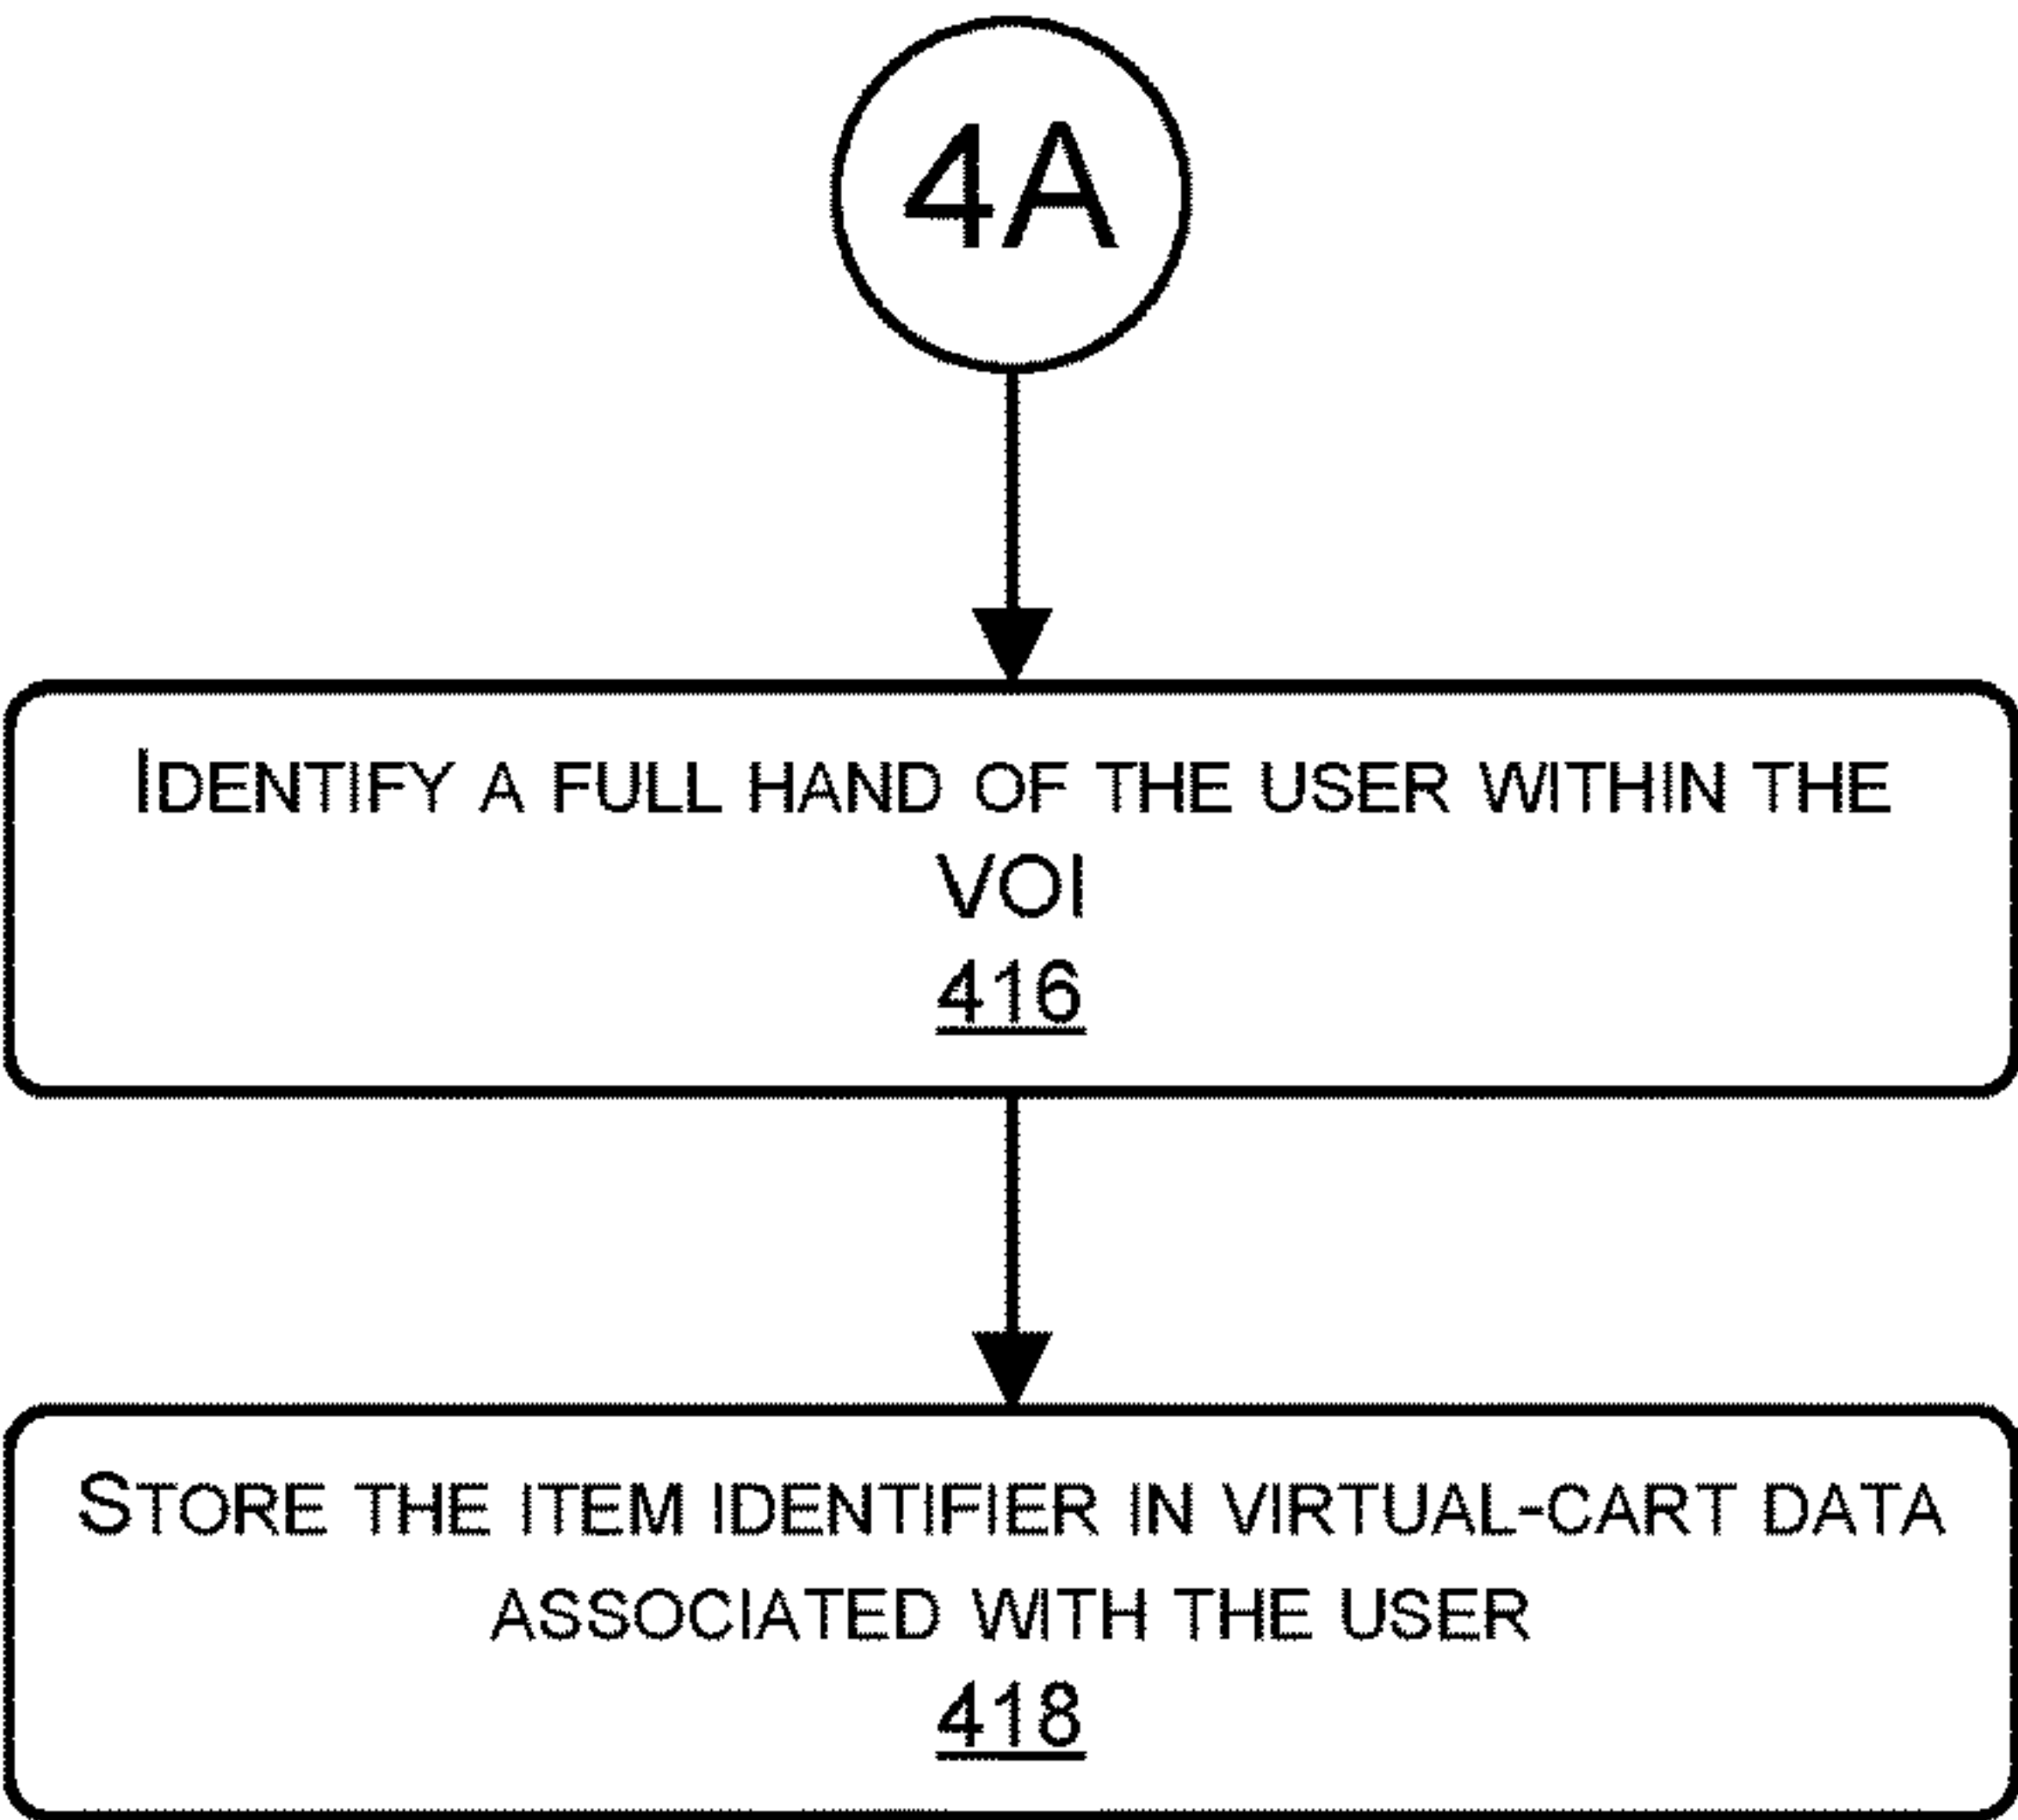 4A
IDENTIFY A FULL HAND OF THE USER WITHIN THE
VOI
416
STORE THE ITEM IDENTIFIER IN VIRTUAL-CART DATA
ASSOCIATED WITH THE USER
418